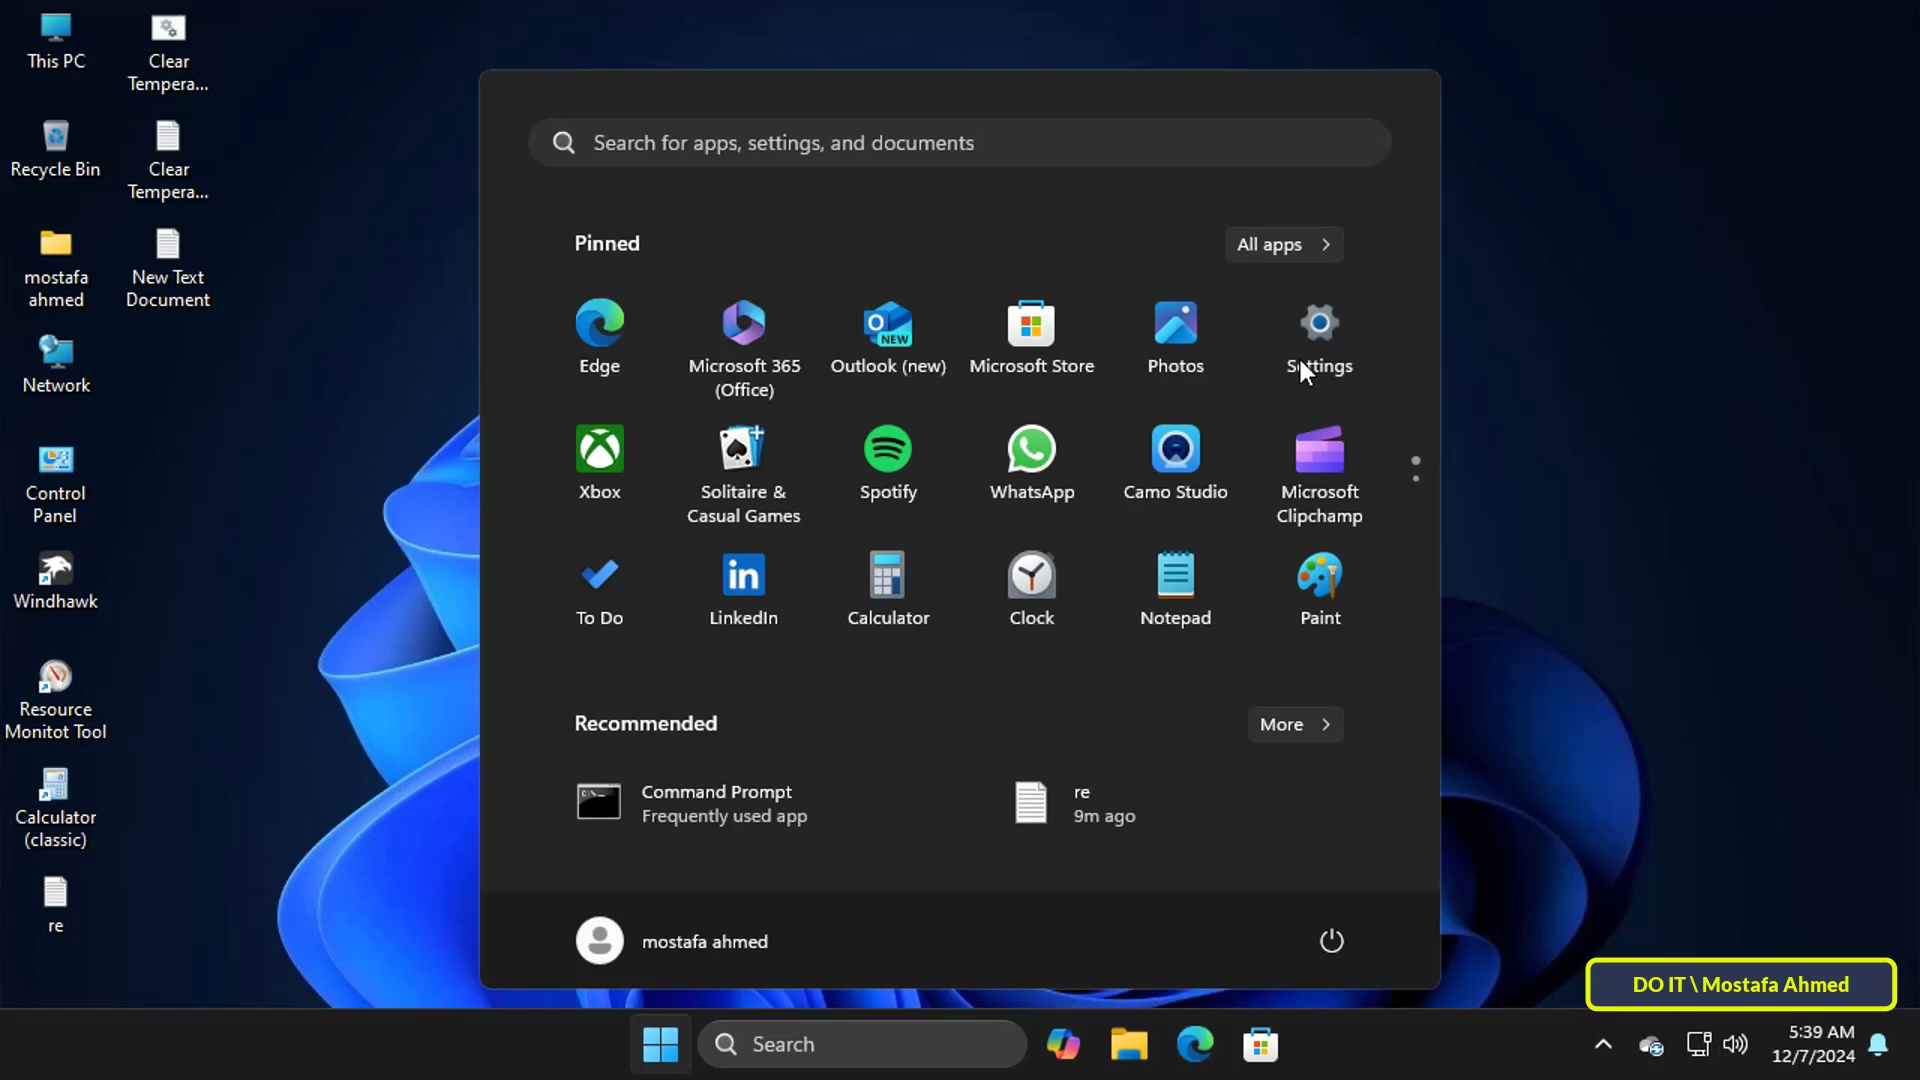 This PC
Clear
Tempera...
Recycle Bin
Clear
Tempera...
mostafa
ahmed
New Text
Document
Network
Control
Panel
Windhawk
Resource
Monitot Tool
Calculator
(classic)
re
Search for apps, settings, and documents
Pinned
All apps
Edge
Microsoft 365
(Office)
Outlook (new)
NEW
Microsoft Store
Photos
Settings
Xbox
Solitaire &
Casual Games
Spotify
WhatsApp
Camo Studio
Microsoft
Clipchamp
To Do
LinkedIn
Calculator
Clock
Notepad
Paint
Recommended
More
Command Prompt
Frequently used app
re
9m ago
mostafa ahmed
DO IT \ Mostafa Ahmed
Search
5:39 AM
12/7/2024